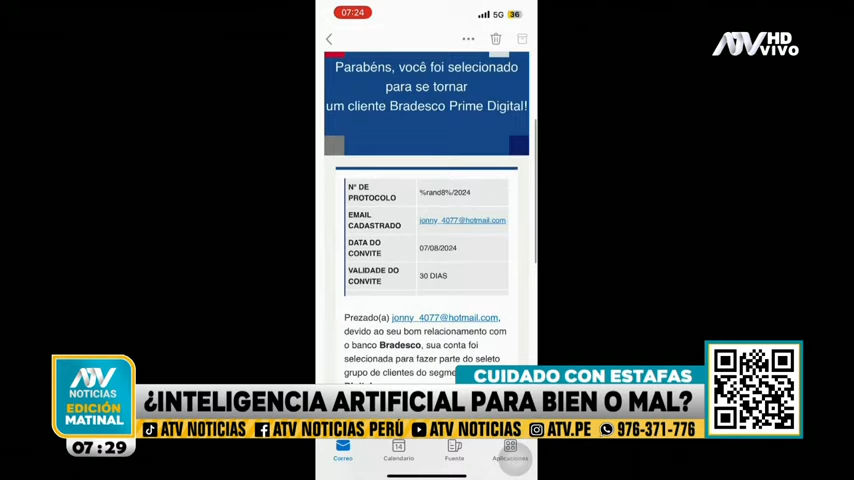 07:24
5G 36
ATV HD
VIVO
Parabéns, você foi selecionado
para se tornar
um cliente Bradesco Prime Digital!
N° DE
PROTOCOLO
%rand8%/2024
EMAIL
CADASTRADO
jonny_4077@hotmail.com
DATA DO
CONVITE
07/08/2024
VALIDADE DO
CONVITE
30 DIAS
Prezado(a) jonny_4077@hotmail.com,
devido ao seu bom relacionamento com
o banco Bradesco, sua conta foi
selecionada para fazer parte do seleto
grupo de clientes do segme
CUIDADO CON ESTAFAS
ATV
NOTICIAS
EDICIÓN
MATINAL
¿INTELIGENCIA ARTIFICIAL PARA BIEN O MAL?
ATV NOTICIAS ATV NOTICIAS PERÚ ATV NOTICIAS ATV.PE 976-371-776
07:29
14
Correo Calendario Fuente Aplicaciones